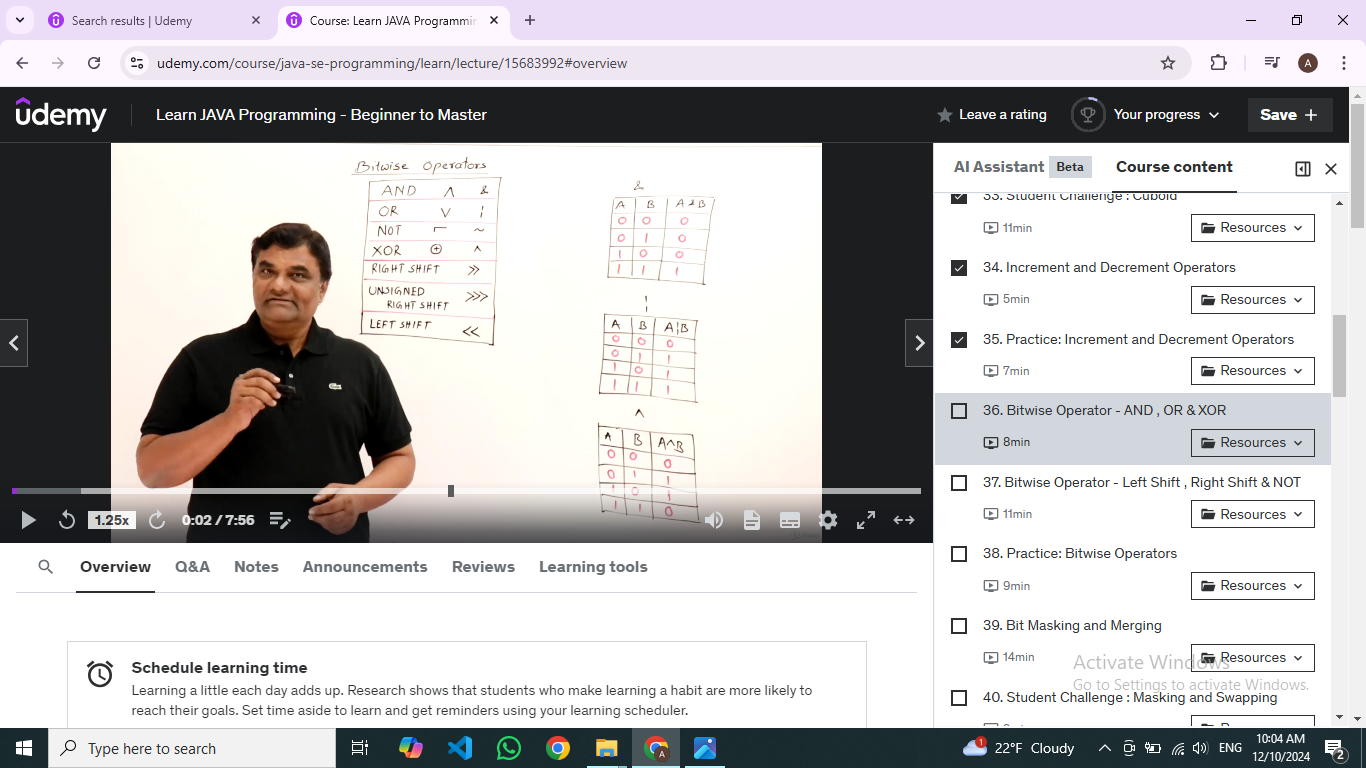 Search results | Udemy
Course: Learn JAVA Programmin
udemy.com/course/java-se-programming/learn/lecture/15683992#overview
A
udemy
Learn JAVA Programming - Beginner to Master
Leave a rating
Your progress
Save +
Bitwise Operators
AND ∧ &
OR ∨ ¦
NOT ⌐ ~
XOR ⊕ ^
RIGHT SHIFT >>
UNSIGNED
RIGHT SHIFT >>>
LEFT SHIFT <<
&
A B A&B
0 0 0
0 1 0
1 0 0
1 1 1
¦
A B A¦B
0 0 0
0 1 1
1 0 1
1 1 1
^
A B A^B
0 0 0
0 1 1
1 0 1
1 1 0
1.25x
0:02 / 7:56
Overview
Q&A
Notes
Announcements
Reviews
Learning tools
Schedule learning time
Learning a little each day adds up. Research shows that students who make learning a habit are more likely to
reach their goals. Set time aside to learn and get reminders using your learning scheduler.
AI Assistant Beta
Course content
33. Student Challenge : Cuboid
11min
Resources
34. Increment and Decrement Operators
5min
Resources
35. Practice: Increment and Decrement Operators
7min
Resources
36. Bitwise Operator - AND , OR & XOR
8min
Resources
37. Bitwise Operator - Left Shift , Right Shift & NOT
11min
Resources
38. Practice: Bitwise Operators
9min
Resources
39. Bit Masking and Merging
14min
Resources
40. Student Challenge : Masking and Swapping
Activate Windows
Go to Settings to activate Windows.
Type here to search
A
1
22°F Cloudy
ENG
10:04 AM
12/10/2024
2